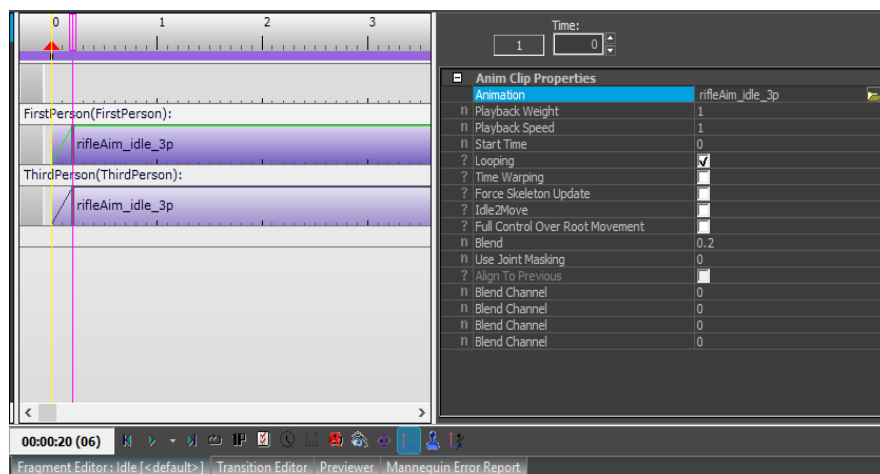 0 1 2 3
Time:
1 0
Anim Clip Properties
Animation rifleAim_idle_3p
n Playback Weight 1
n Playback Speed 1
n Start Time 0
? Looping
? Time Warping
? Force Skeleton Update
? Idle2Move
? Full Control Over Root Movement
n Blend 0.2
n Use Joint Masking 0
? Align To Previous
n Blend Channel 0
n Blend Channel 0
n Blend Channel 0
n Blend Channel 0
FirstPerson(FirstPerson):
rifleAim_idle_3p
ThirdPerson(ThirdPerson):
rifleAim_idle_3p
00:00:20 (06) 1P
Fragment Editor : Idle [<default>] Transition Editor Previewer Mannequin Error Report